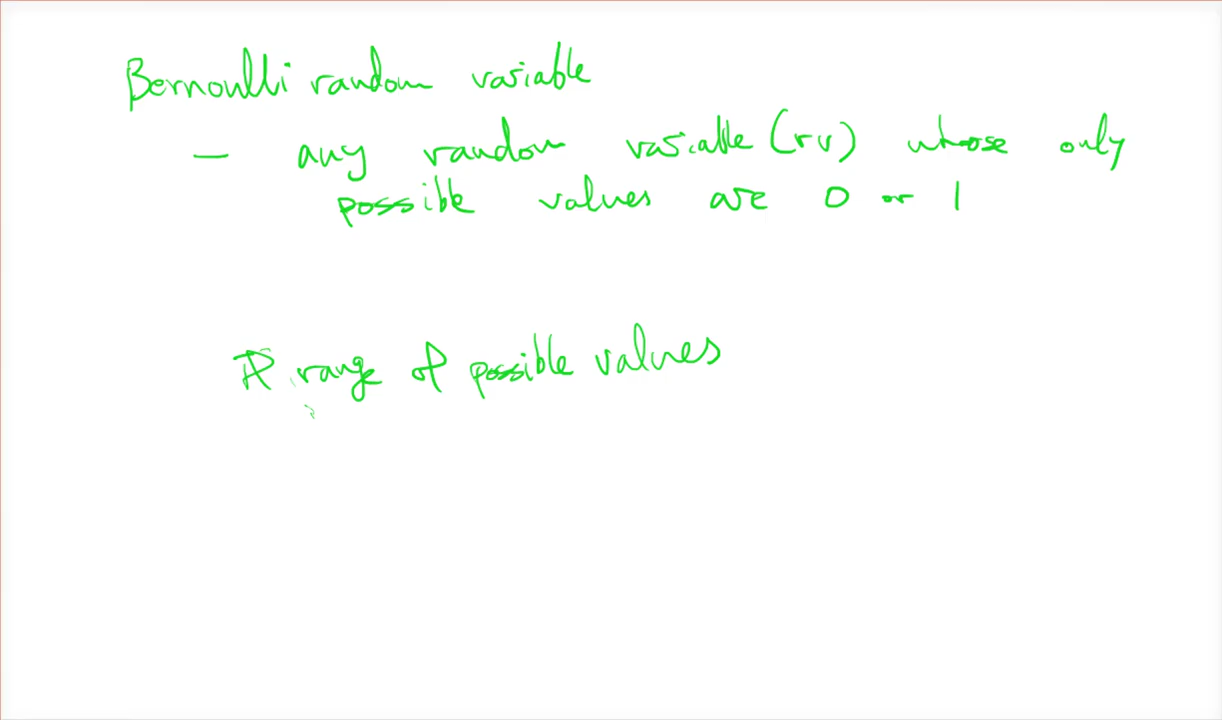 Bernoulli random variable
— any random variable (rv) whose only
possible values are 0 or 1
range of possible values